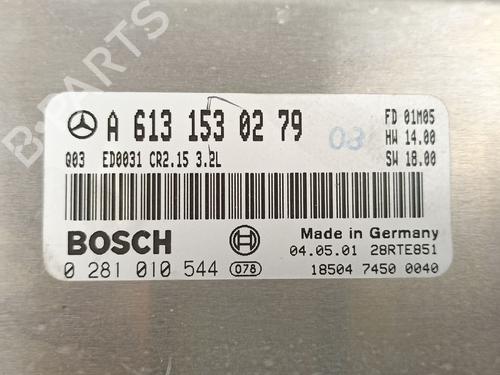 A 613 153 02 79
FD 01M05
HW 14.00
SW 18.00
03
Q03 ED0031 CR2.15 3.2L
BOSCH
Made in Germany
04.05.01 28RTE851
0 281 010 544 078
18504 7450 0040
B-PARTS